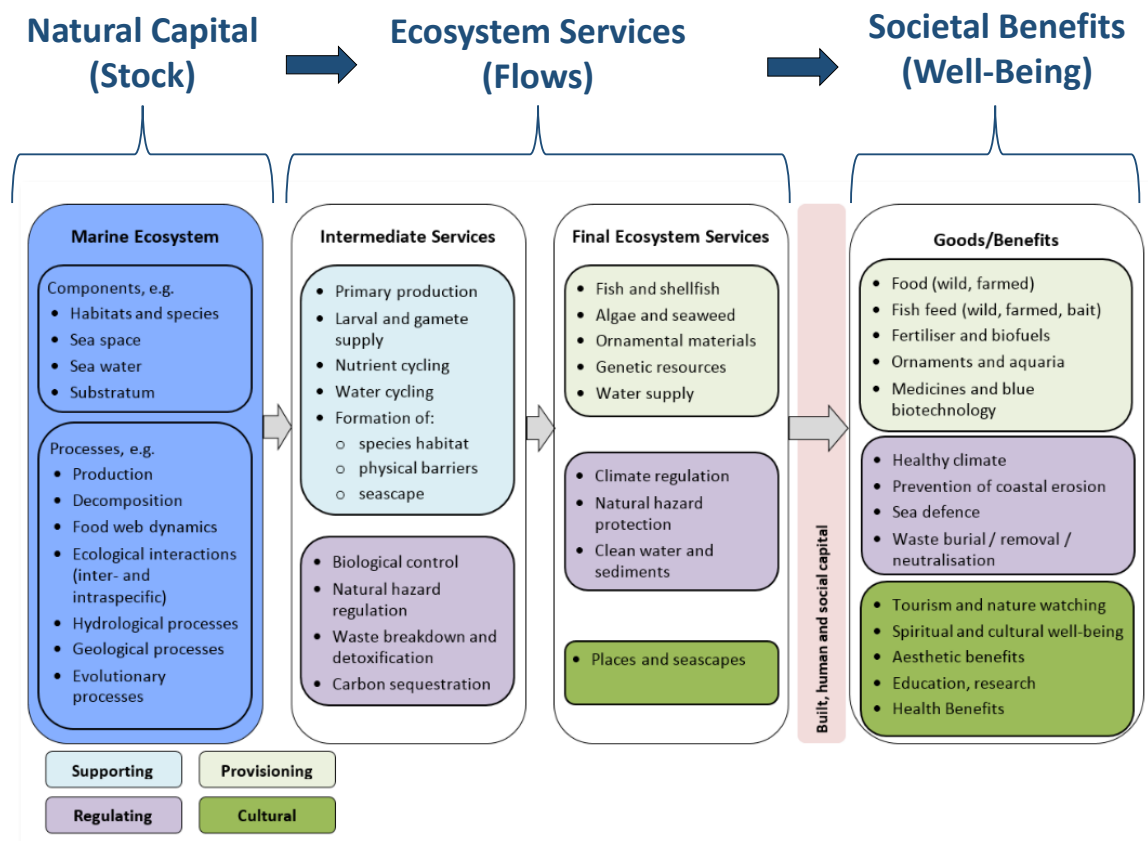 Natural Capital
(Stock)
Ecosystem Services
(Flows)
Societal Benefits
(Well-Being)
Marine Ecosystem
Components, e.g.
• Habitats and species
• Sea space
• Sea water
• Substratum
Processes, e.g.
• Production
• Decomposition
• Food web dynamics
• Ecological interactions
(inter- and
intraspecific)
• Hydrological processes
• Geological processes
• Evolutionary
processes
Intermediate Services
• Primary production
• Larval and gamete
supply
• Nutrient cycling
• Water cycling
• Formation of:
o species habitat
o physical barriers
o seascape
• Biological control
• Natural hazard
regulation
• Waste breakdown and
detoxification
• Carbon sequestration
Final Ecosystem Services
• Fish and shellfish
• Algae and seaweed
• Ornamental materials
• Genetic resources
• Water supply
• Climate regulation
• Natural hazard
protection
• Clean water and
sediments
• Places and seascapes
Built, human and social capital
Goods/Benefits
• Food (wild, farmed)
• Fish feed (wild, farmed, bait)
• Fertiliser and biofuels
• Ornaments and aquaria
• Medicines and blue
biotechnology
• Healthy climate
• Prevention of coastal erosion
• Sea defence
• Waste burial / removal /
neutralisation
• Tourism and nature watching
• Spiritual and cultural well-being
• Aesthetic benefits
• Education, research
• Health Benefits
Supporting
Provisioning
Regulating
Cultural